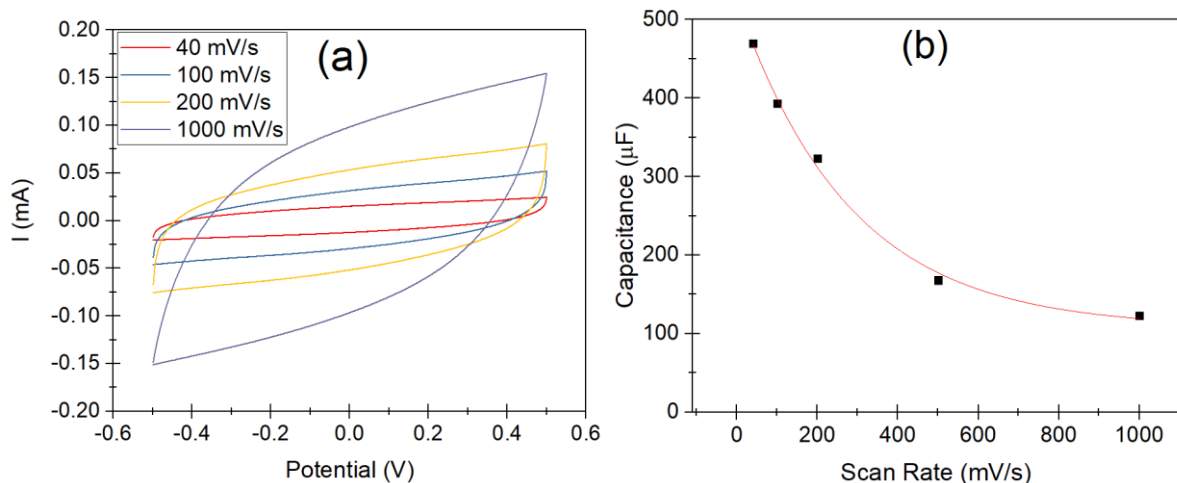 (a)
40 mV/s
100 mV/s
200 mV/s
1000 mV/s
0.20
0.15
0.10
0.05
0.00
-0.05
-0.10
-0.15
-0.20
I (mA)
-0.6
-0.4
-0.2
0.0
0.2
0.4
0.6
Potential (V)
(b)
500
400
300
200
100
0
Capacitance (μF)
0
200
400
600
800
1000
Scan Rate (mV/s)